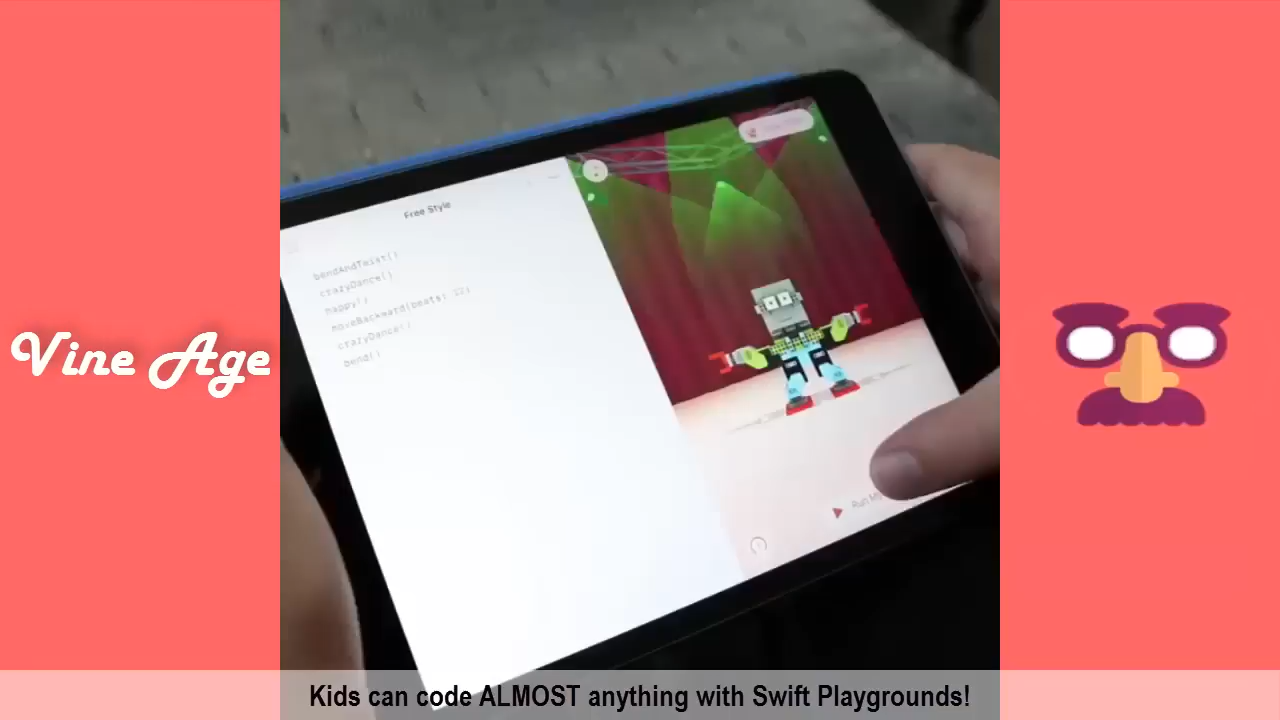 Vine Age
Free Style
bendAndTwist()
crazyDance()
happy()
moveBackward(beats: 12)
crazyDance()
bend()
Run
Kids can code ALMOST anything with Swift Playgrounds!